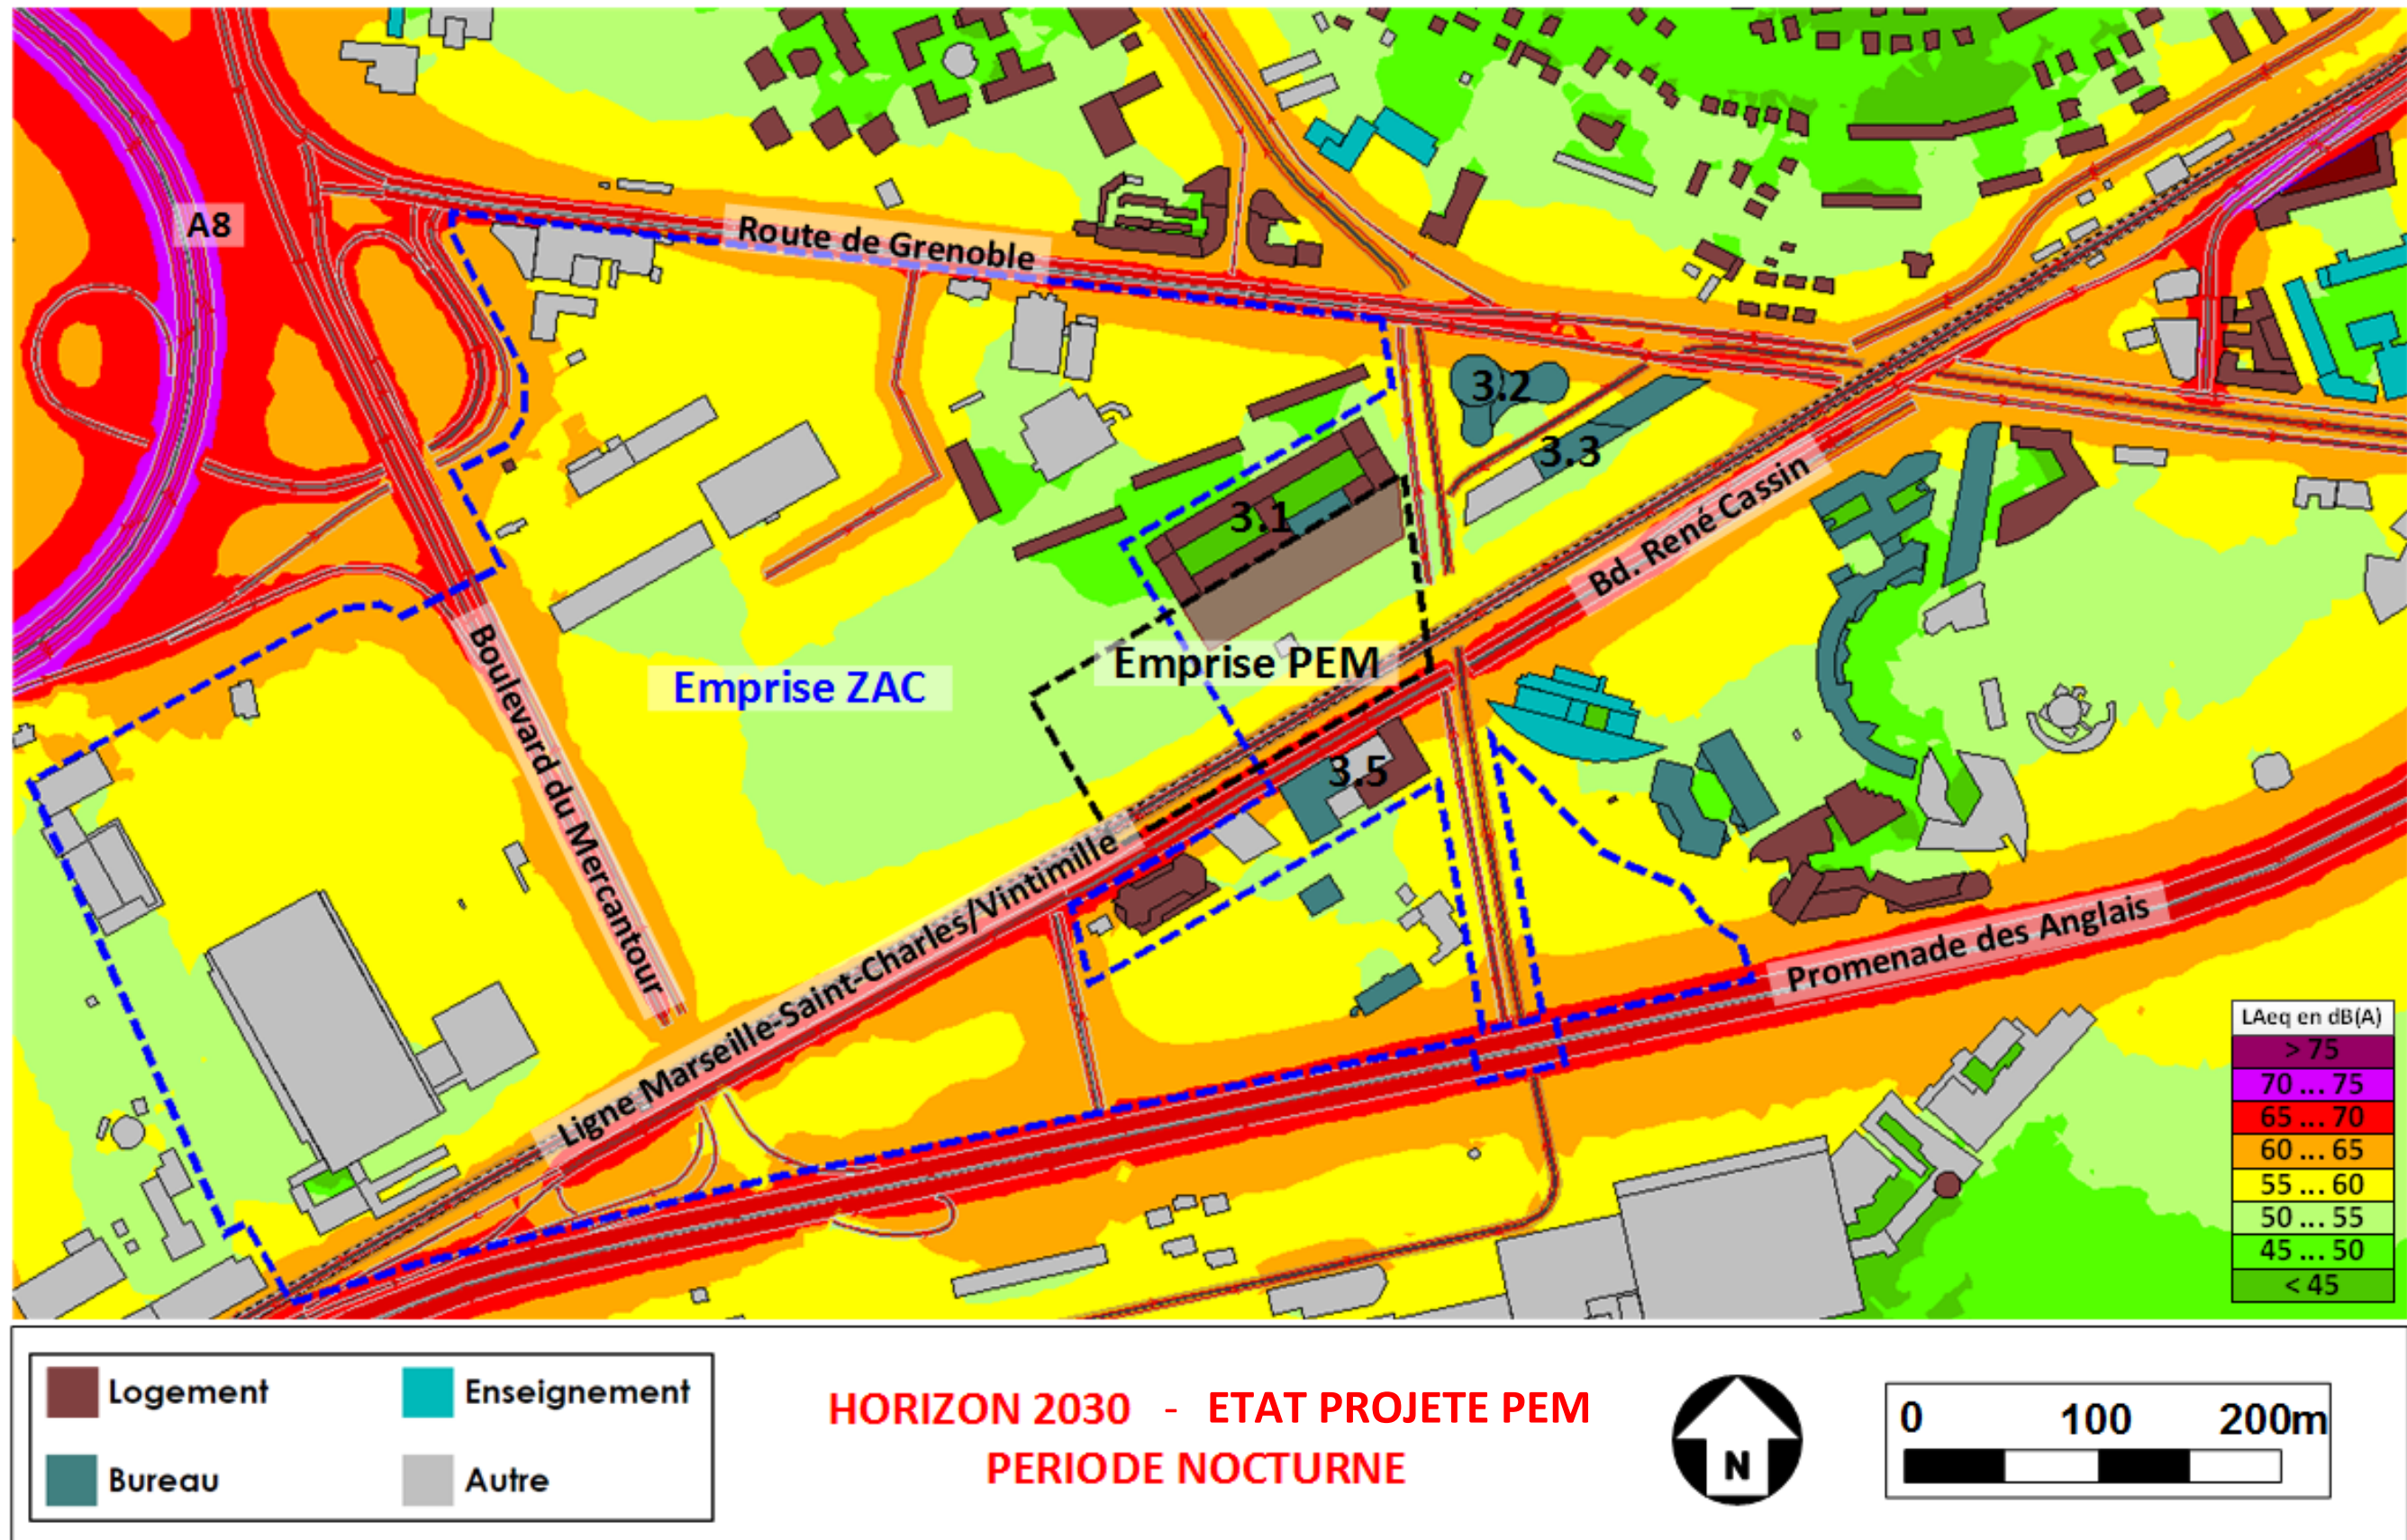 A8
Route de Grenoble
3.2
3.3
3.1
Bd. René Cassin
Emprise PEM
Emprise ZAC
Boulevard du Mercantour
3.5
Ligne Marseille-Saint-Charles/Vintimille
Promenade des Anglais
LAeq en dB(A)
> 75
70 ... 75
65 ... 70
60 ... 65
55 ... 60
50 ... 55
45 ... 50
< 45
Logement
Enseignement
Bureau
Autre
HORIZON 2030 - ETAT PROJETE PEM
PERIODE NOCTURNE
N
0 100 200m